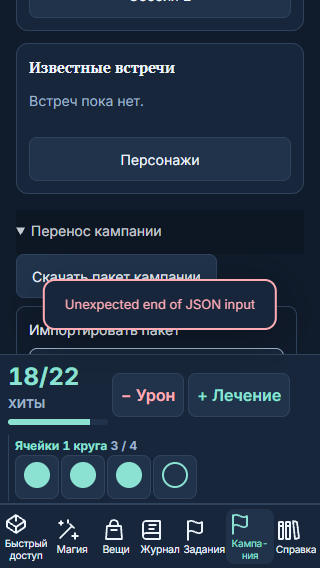 Известные встречи
Встреч пока нет.
Персонажи
▼ Перенос кампании
Скачать пакет кампании
Unexpected end of JSON input
Импортировать пакет
18/22
ХИТЫ
− Урон
+ Лечение
Ячейки 1 круга 3 / 4
Быстрый доступ
Магия
Вещи
Журнал
Задания
Кампа-
ния
Справка